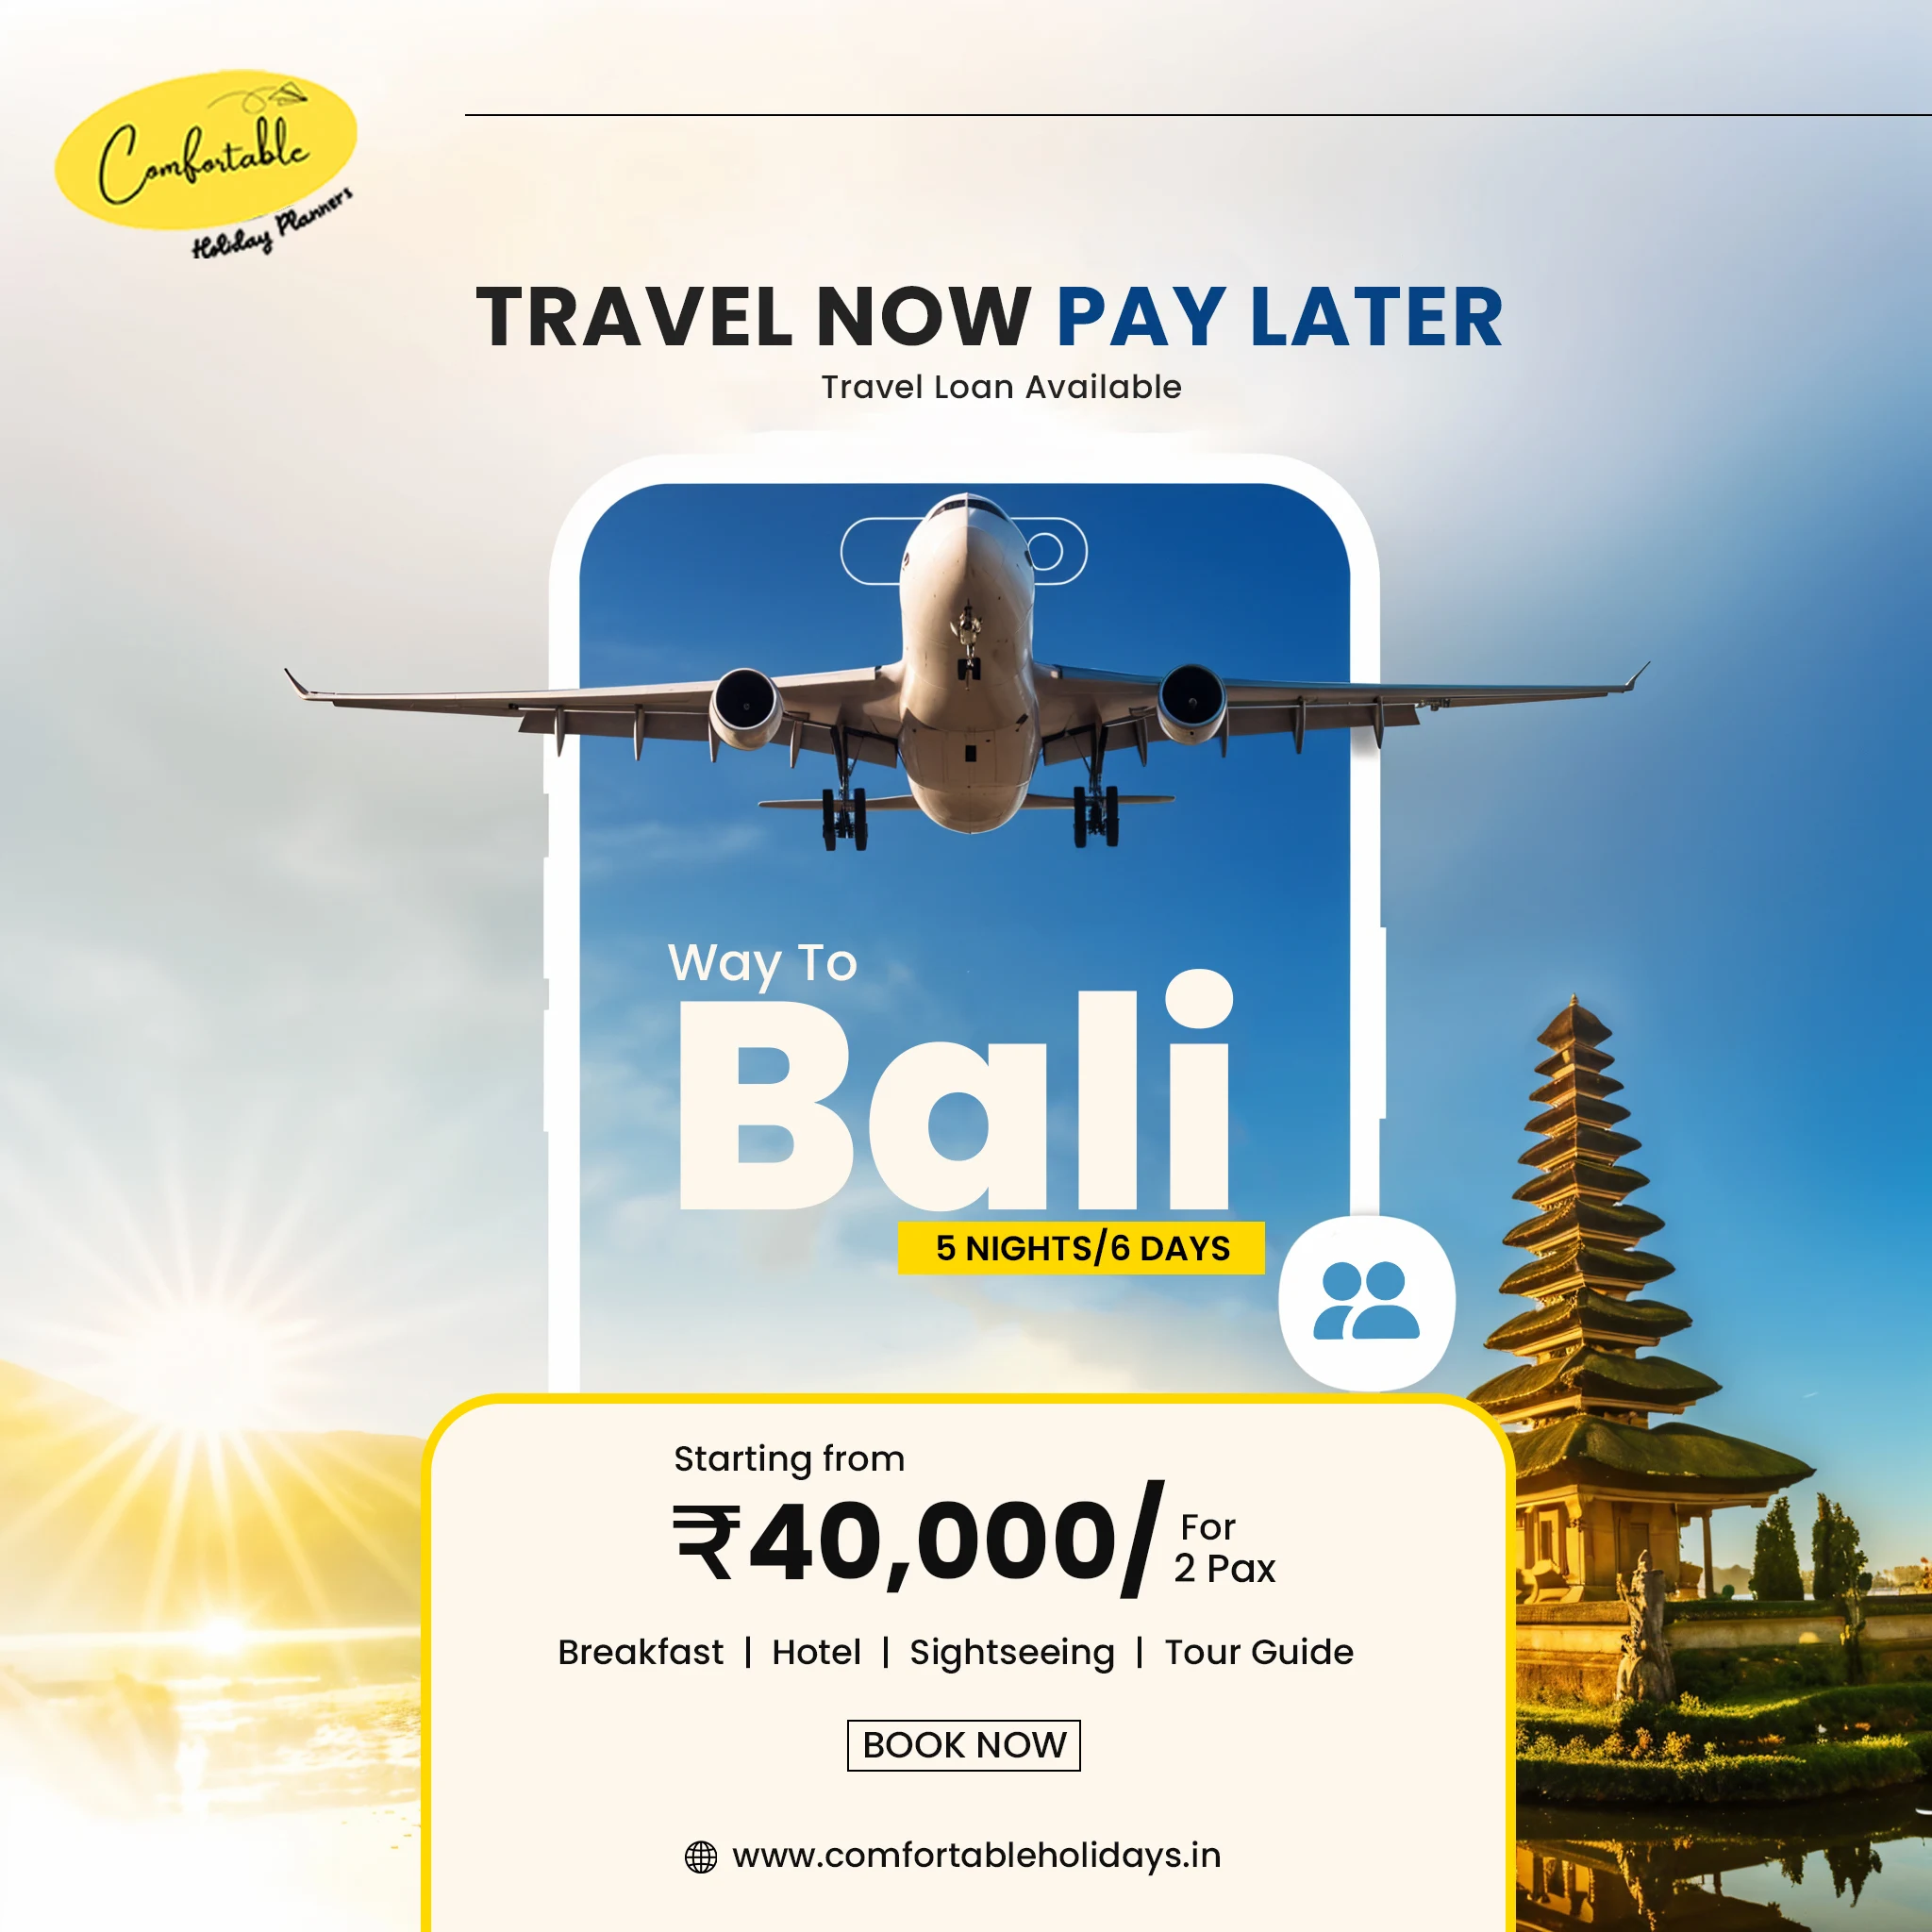 Comfortable
Holiday Planners
TRAVEL NOW PAY LATER
Travel Loan Available
Way To
Bali
5 NIGHTS/6 DAYS
Starting from
₹40,000/ For
2 Pax
Breakfast | Hotel | Sightseeing | Tour Guide
BOOK NOW
www.comfortableholidays.in